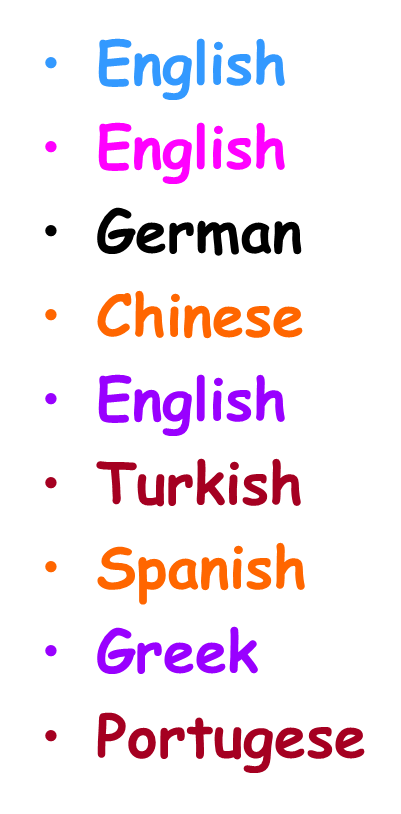 • English
• English
• German
• Chinese
• English
• Turkish
• Spanish
• Greek
• Portugese